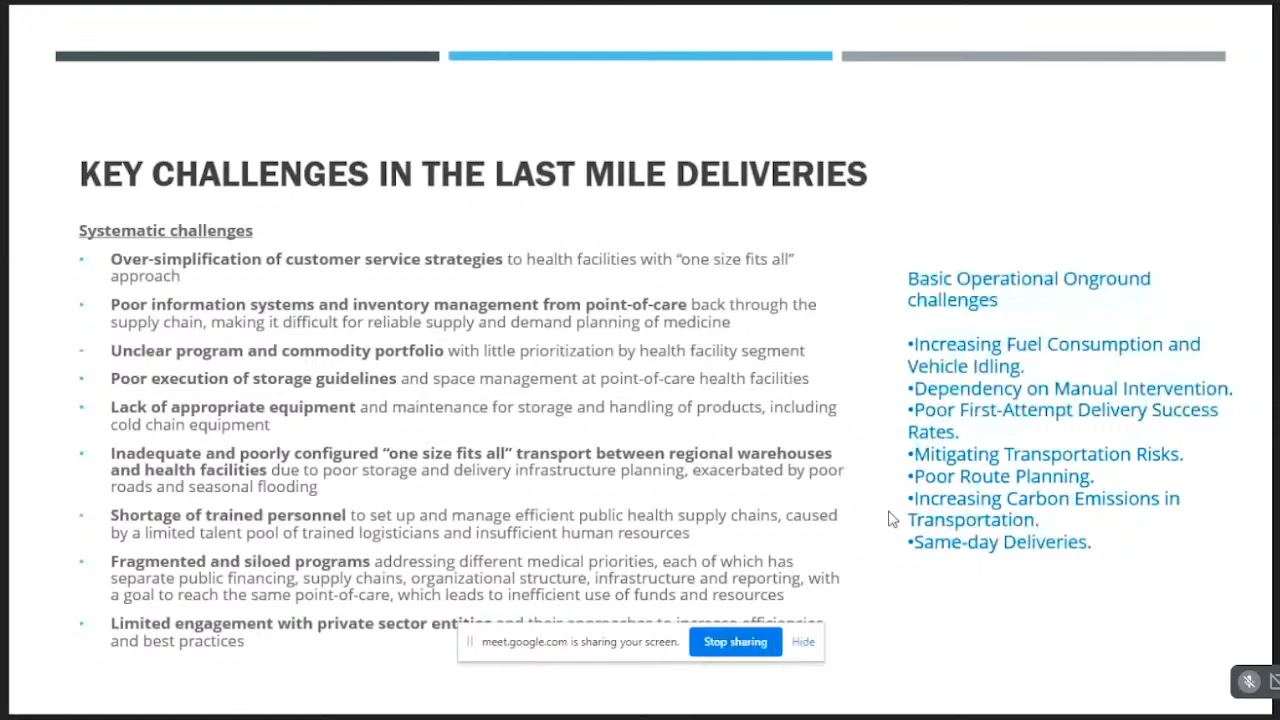 KEY CHALLENGES IN THE LAST MILE DELIVERIES
Systematic challenges
• Over-simplification of customer service strategies to health facilities with “one size fits all”
approach
• Poor information systems and inventory management from point-of-care back through the
supply chain, making it difficult for reliable supply and demand planning of medicine
• Unclear program and commodity portfolio with little prioritization by health facility segment
• Poor execution of storage guidelines and space management at point-of-care health facilities
• Lack of appropriate equipment and maintenance for storage and handling of products, including
cold chain equipment
• Inadequate and poorly configured “one size fits all” transport between regional warehouses
and health facilities due to poor storage and delivery infrastructure planning, exacerbated by poor
roads and seasonal flooding
• Shortage of trained personnel to set up and manage efficient public health supply chains, caused
by a limited talent pool of trained logisticians and insufficient human resources
• Fragmented and siloed programs addressing different medical priorities, each of which has
separate public financing, supply chains, organizational structure, infrastructure and reporting, with
a goal to reach the same point-of-care, which leads to inefficient use of funds and resources
• Limited engagement with private sector entities and their approaches to increase efficiencies
and best practices
Basic Operational Onground
challenges
•Increasing Fuel Consumption and
Vehicle Idling.
•Dependency on Manual Intervention.
•Poor First-Attempt Delivery Success
Rates.
•Mitigating Transportation Risks.
•Poor Route Planning.
•Increasing Carbon Emissions in
Transportation.
•Same-day Deliveries.
meet.google.com is sharing your screen.
Stop sharing
Hide